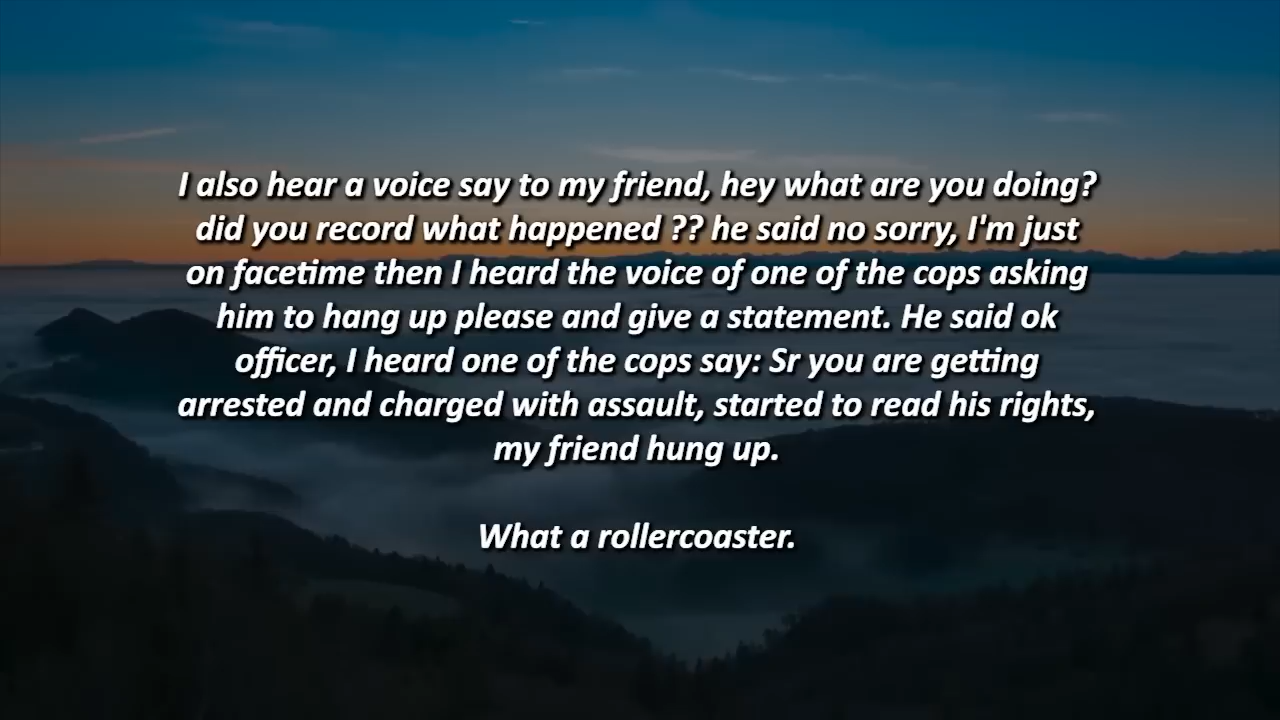 I also hear a voice say to my friend, hey what are you doing?
did you record what happened ?? he said no sorry, I'm just
on facetime then I heard the voice of one of the cops asking
him to hang up please and give a statement. He said ok
officer, I heard one of the cops say: Sr you are getting
arrested and charged with assault, started to read his rights,
my friend hung up.
What a rollercoaster.